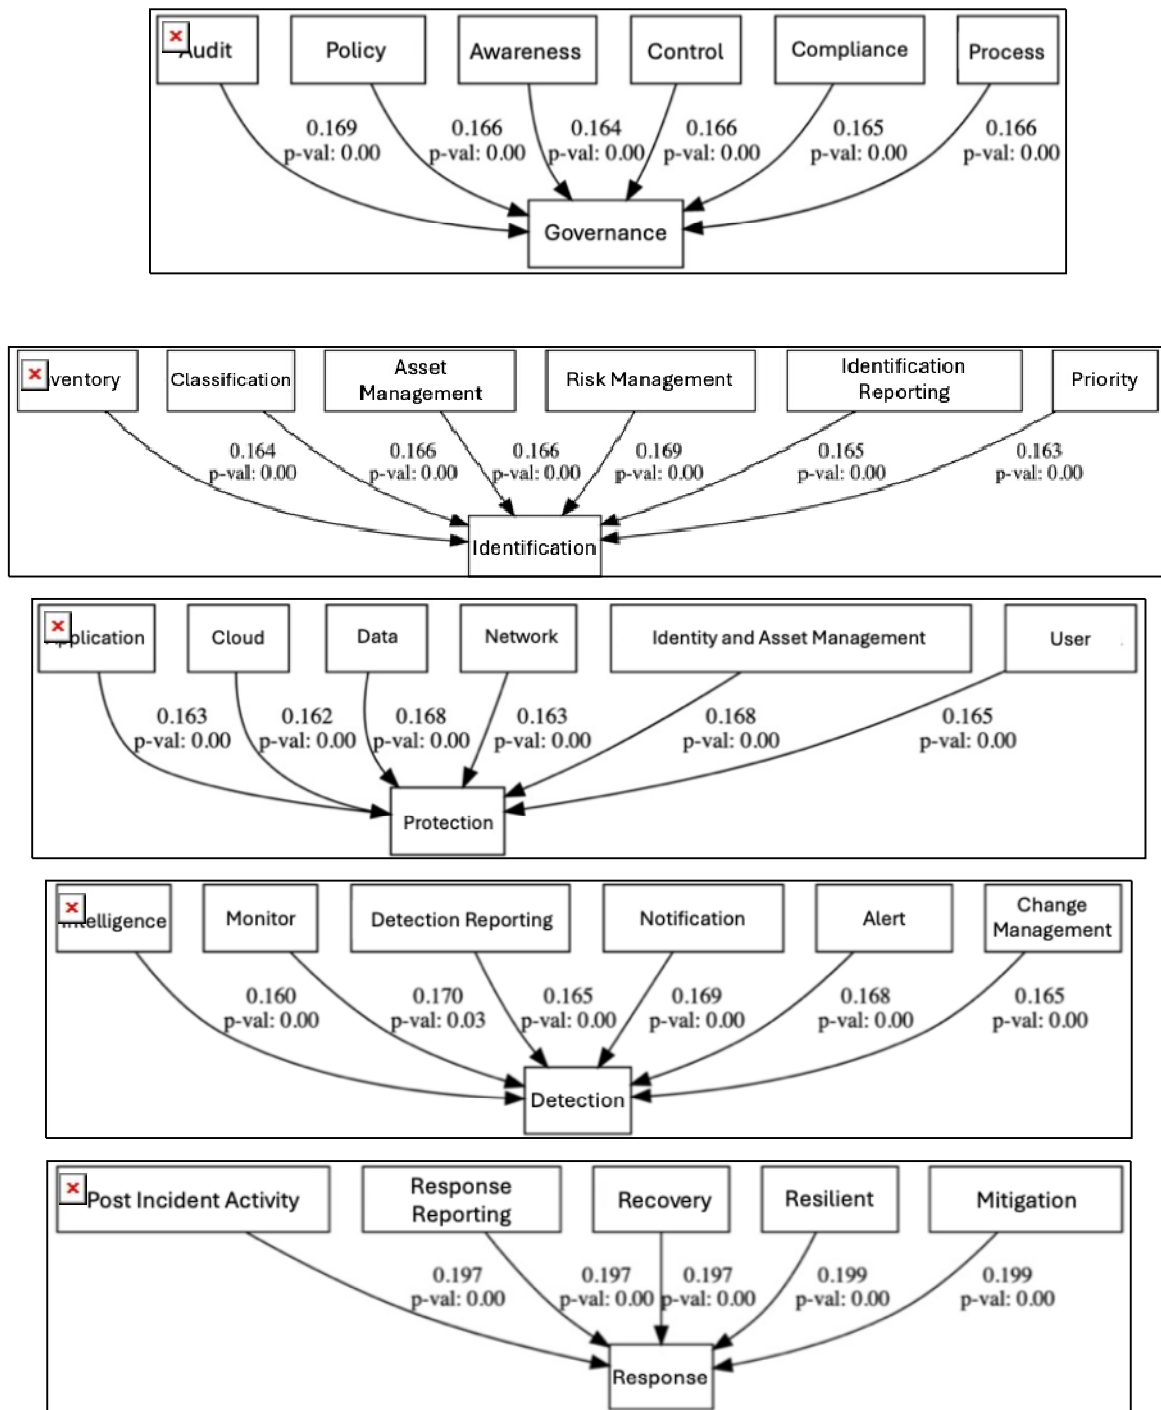 Audit Policy Awareness Control Compliance Process
0.169 0.166 0.164 0.166 0.165 0.166
p-val: 0.00 p-val: 0.00 p-val: 0.00 p-val: 0.00 p-val: 0.00 p-val: 0.00
Governance
ventory Classification Asset Management Risk Management Identification Reporting Priority
0.164 0.166 0.166 0.169 0.165 0.163
p-val: 0.00 p-val: 0.00 p-val: 0.00 p-val: 0.00 p-val: 0.00 p-val: 0.00
Identification
plication Cloud Data Network Identity and Asset Management User
0.163 0.162 0.168 0.163 0.168 0.165
p-val: 0.00 p-val: 0.00 p-val: 0.00 p-val: 0.00 p-val: 0.00 p-val: 0.00
Protection
ntelligence Monitor Detection Reporting Notification Alert Change Management
0.160 0.170 0.165 0.169 0.168 0.165
p-val: 0.00 p-val: 0.03 p-val: 0.00 p-val: 0.00 p-val: 0.00 p-val: 0.00
Detection
Post Incident Activity Response Reporting Recovery Resilient Mitigation
0.197 0.197 0.197 0.199 0.199
p-val: 0.00 p-val: 0.00 p-val: 0.00 p-val: 0.00 p-val: 0.00
Response